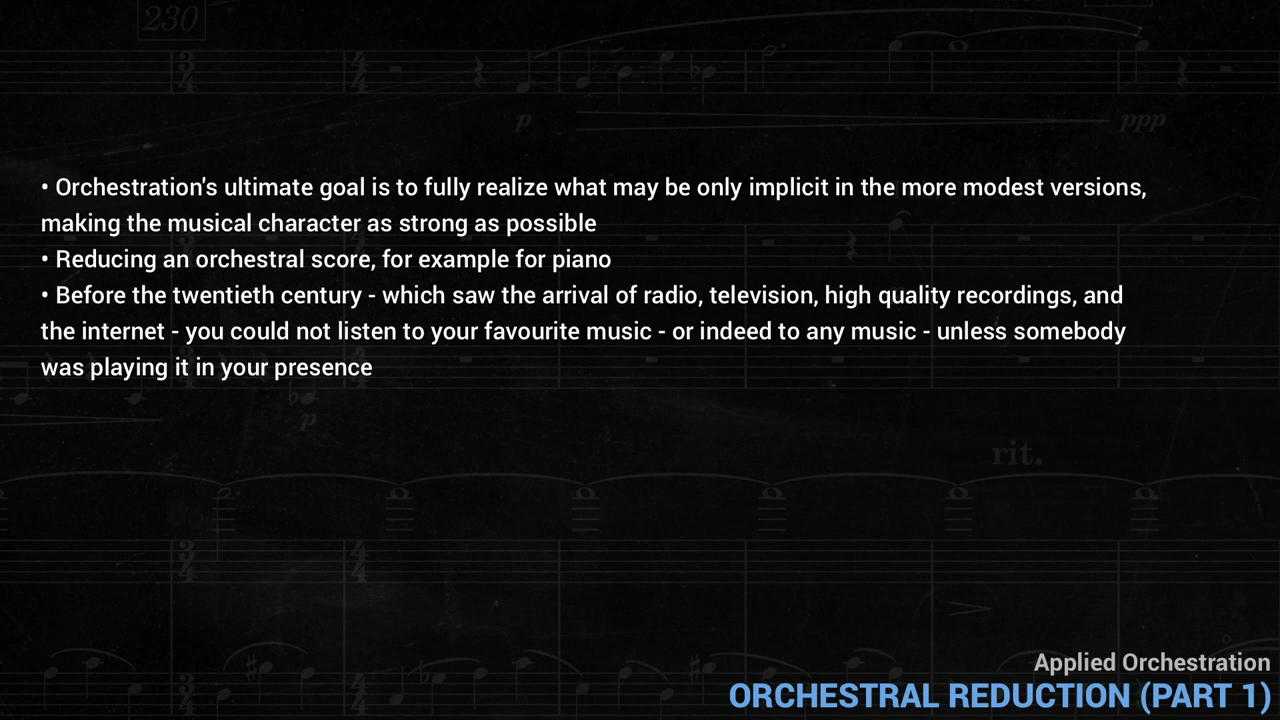 230
p
ppp
• Orchestration's ultimate goal is to fully realize what may be only implicit in the more modest versions,
making the musical character as strong as possible
• Reducing an orchestral score, for example for piano
• Before the twentieth century - which saw the arrival of radio, television, high quality recordings, and
the internet - you could not listen to your favourite music - or indeed to any music - unless somebody
was playing it in your presence
p
rit.
Applied Orchestration
ORCHESTRAL REDUCTION (PART 1)